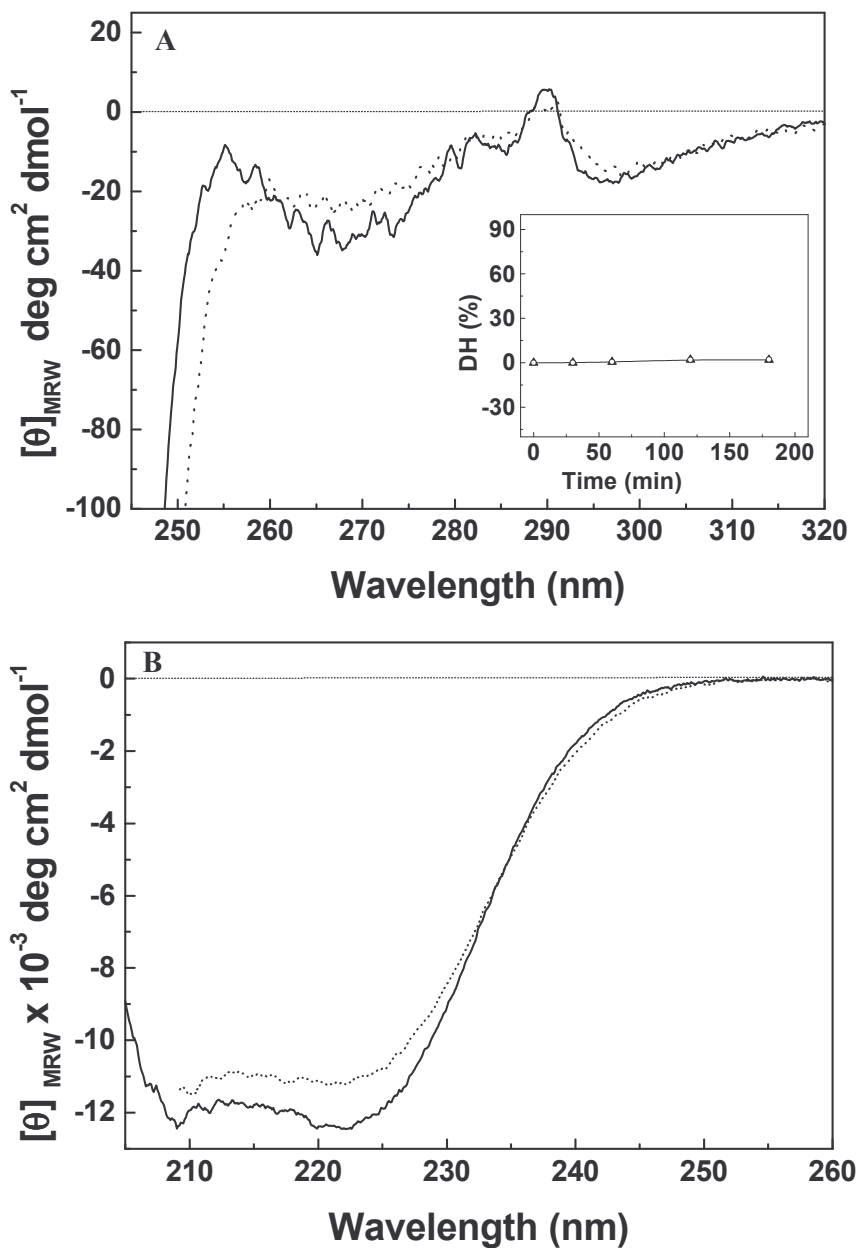 A
[θ]MRW deg cm² dmol⁻¹
20
0
-20
-40
-60
-80
-100
250 260 270 280 290 300 310 320
Wavelength (nm)
DH (%)
90
60
30
0
-30
0 50 100 150 200
Time (min)
B
[θ] MRW x 10⁻³ deg cm² dmol⁻¹
0
-2
-4
-6
-8
-10
-12
210 220 230 240 250 260
Wavelength (nm)